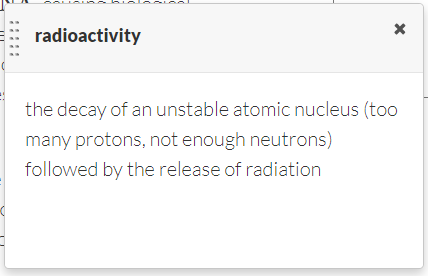 causing biological
radioactivity
the decay of an unstable atomic nucleus (too
many protons, not enough neutrons)
followed by the release of radiation